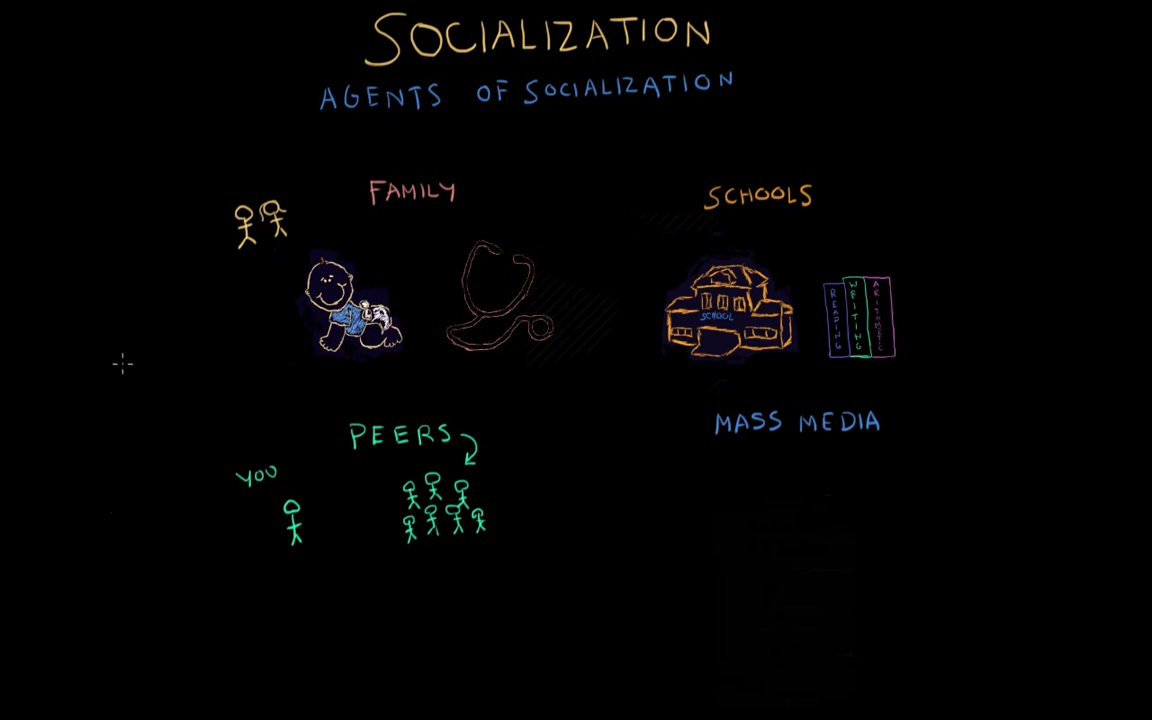 SOCIALIZATION
AGENTS OF SOCIALIZATION
FAMILY
SCHOOLS
SCHOOL
READING
WRITING
ARITHMETIC
PEERS
MASS MEDIA
YOU